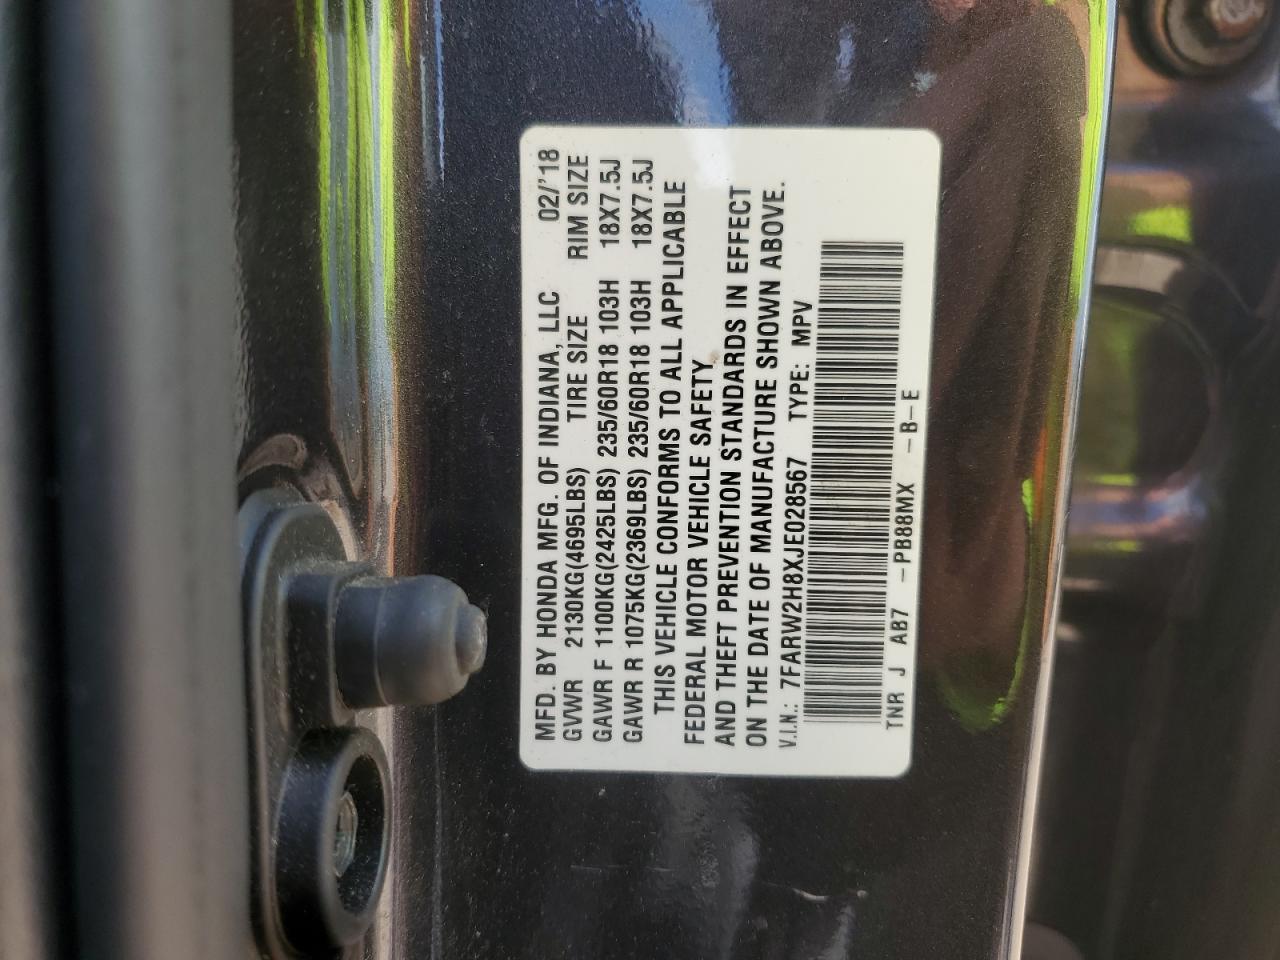 MFD. BY HONDA MFG. OF INDIANA, LLC 02/'18
GVWR 2130KG(4695LBS) TIRE SIZE RIM SIZE
GAWR F 1100KG(2425LBS) 235/60R18 103H 18X7.5J
GAWR R 1075KG(2369LBS) 235/60R18 103H 18X7.5J
THIS VEHICLE CONFORMS TO ALL APPLICABLE
FEDERAL MOTOR VEHICLE SAFETY
AND THEFT PREVENTION STANDARDS IN EFFECT
ON THE DATE OF MANUFACTURE SHOWN ABOVE.
V.I.N.: 7FARW2H8XJE028567 TYPE: MPV
TNR J AB7 -PB88MX -B-E